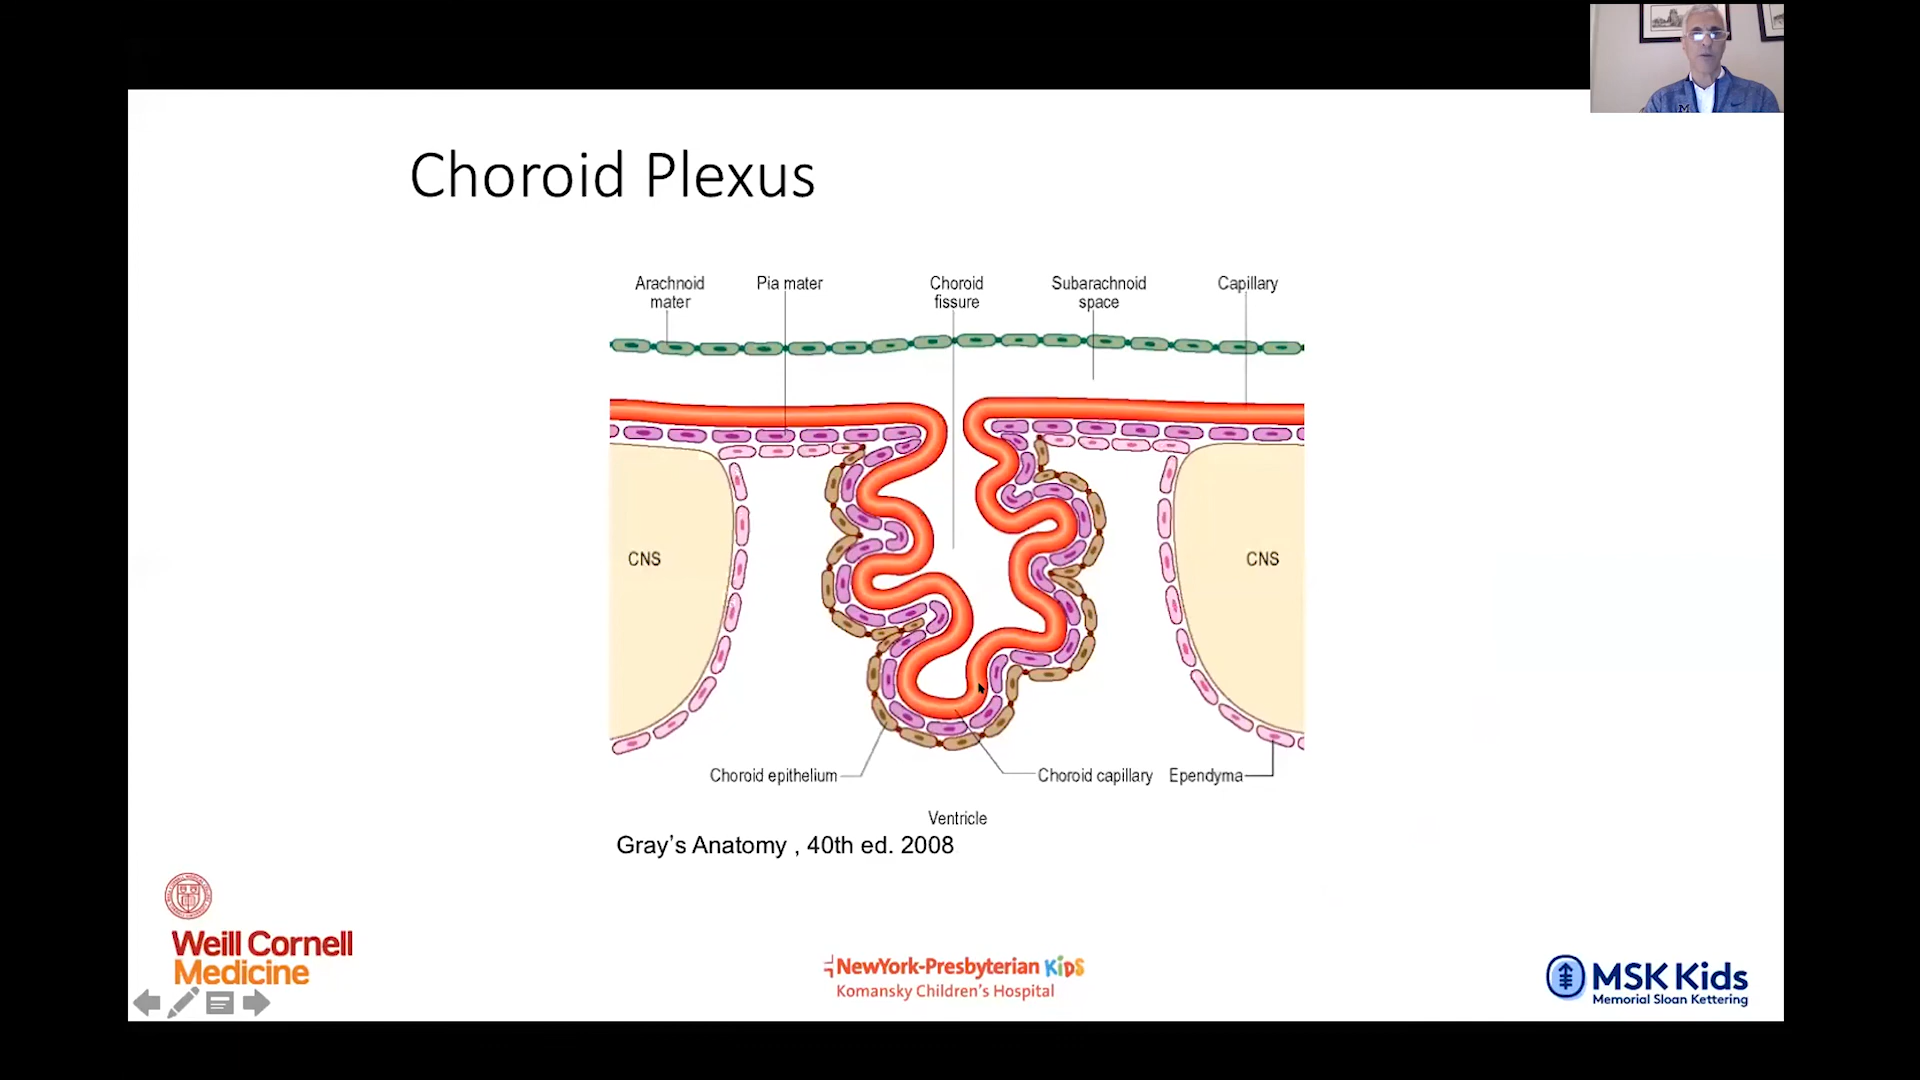 Choroid Plexus
Arachnoid
mater
Pia mater
Choroid
fissure
Subarachnoid
space
Capillary
CNS
CNS
Choroid epithelium
Choroid capillary
Ependyma
Ventricle
Gray's Anatomy , 40th ed. 2008
Weill Cornell
Medicine
NewYork-Presbyterian KiDS
Komansky Children's Hospital
MSK Kids
Memorial Sloan Kettering
M